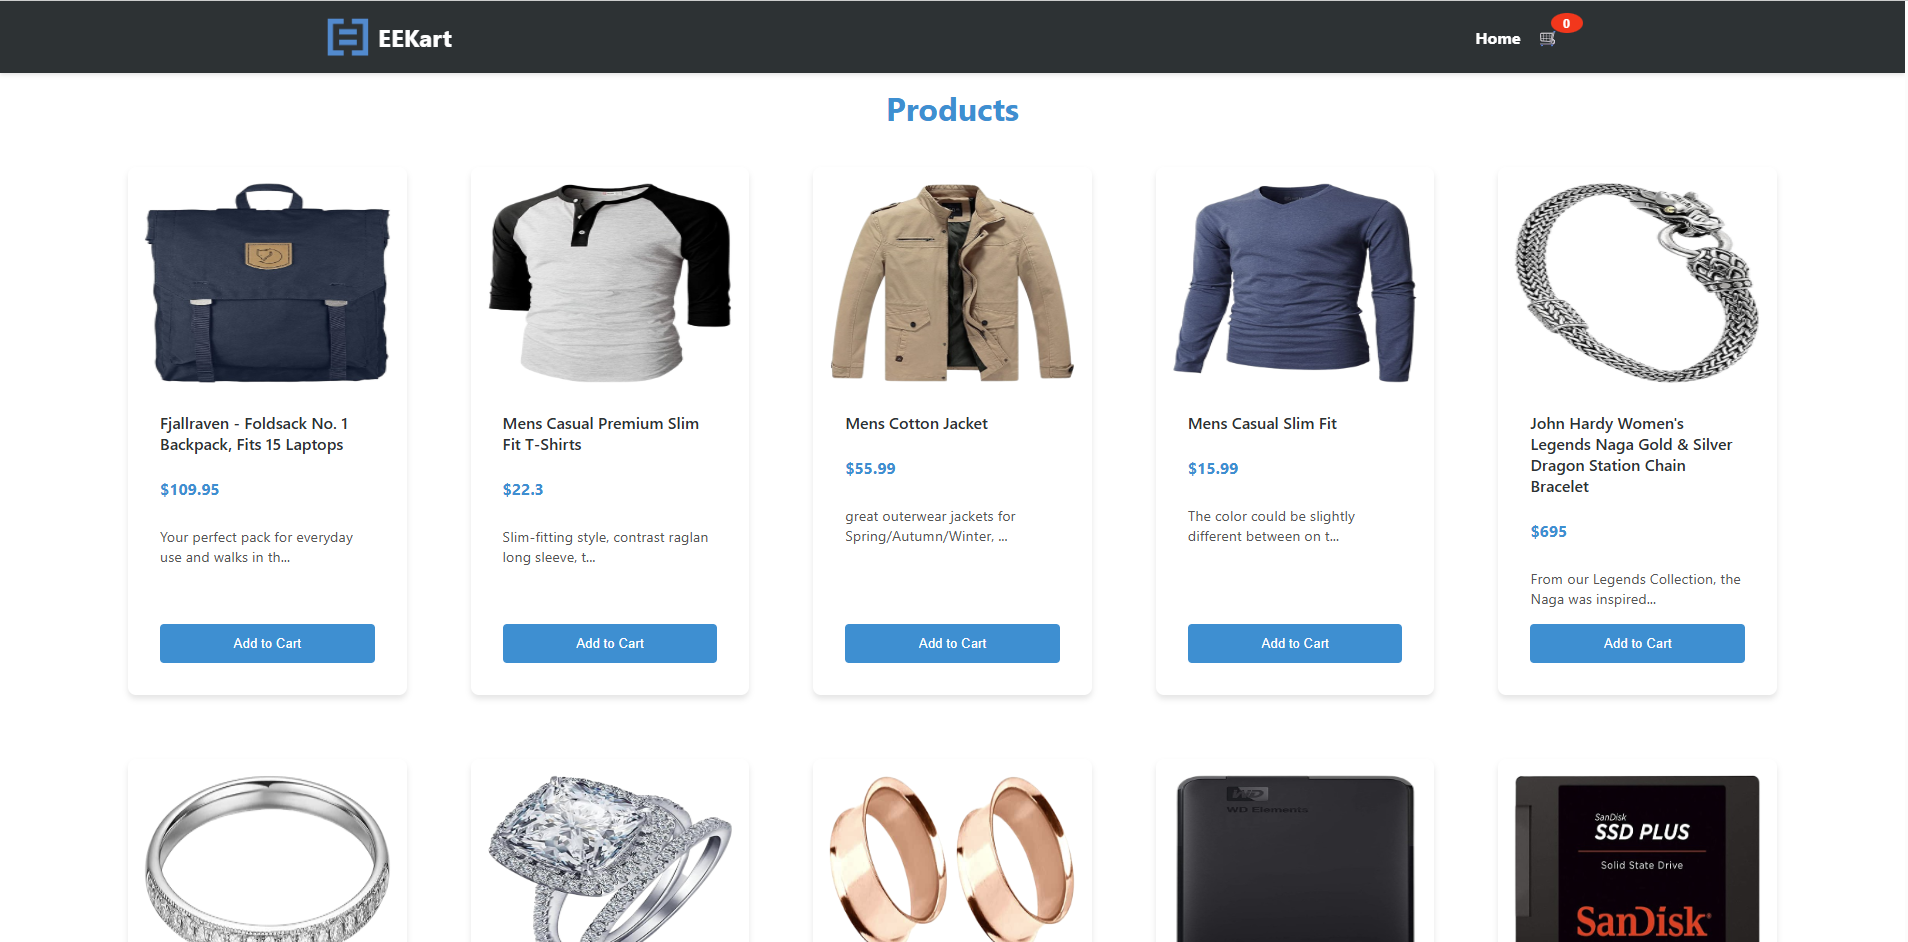 EEKart
Home
0
Products
Fjallraven - Foldsack No. 1
Backpack, Fits 15 Laptops
$109.95
Your perfect pack for everyday
use and walks in th...
Add to Cart
Mens Casual Premium Slim
Fit T-Shirts
$22.3
Slim-fitting style, contrast raglan
long sleeve, t...
Add to Cart
Mens Cotton Jacket
$55.99
great outerwear jackets for
Spring/Autumn/Winter, ...
Add to Cart
Mens Casual Slim Fit
$15.99
The color could be slightly
different between on t...
Add to Cart
John Hardy Women's
Legends Naga Gold & Silver
Dragon Station Chain
Bracelet
$695
From our Legends Collection, the
Naga was inspired...
Add to Cart
WD
WD Elements
SanDisk
SSD PLUS
Solid State Drive
SanDisk